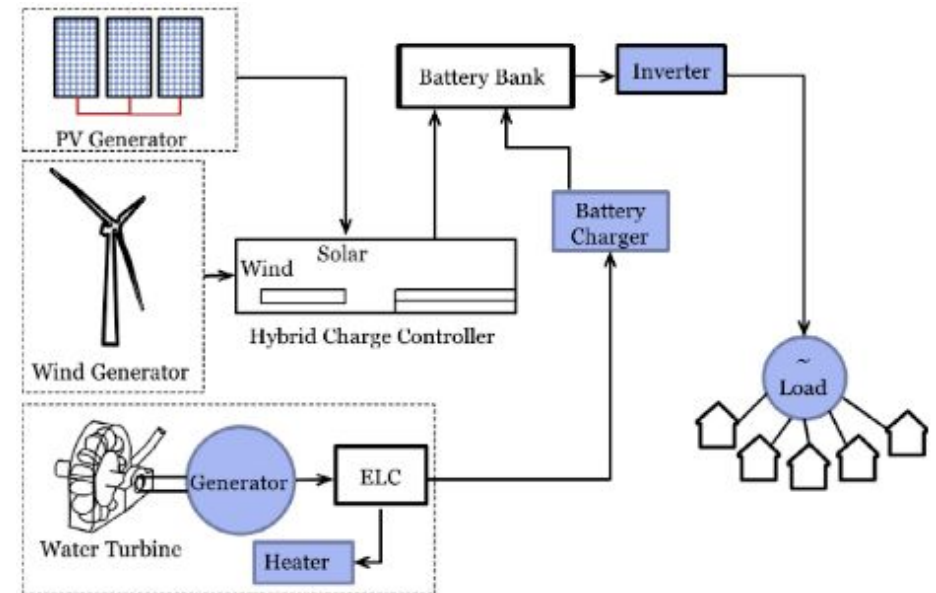 PV Generator
Wind Generator
Solar
Wind
Hybrid Charge Controller
Battery Bank
Inverter
Battery
Charger
~
Load
Water Turbine
Generator
ELC
Heater